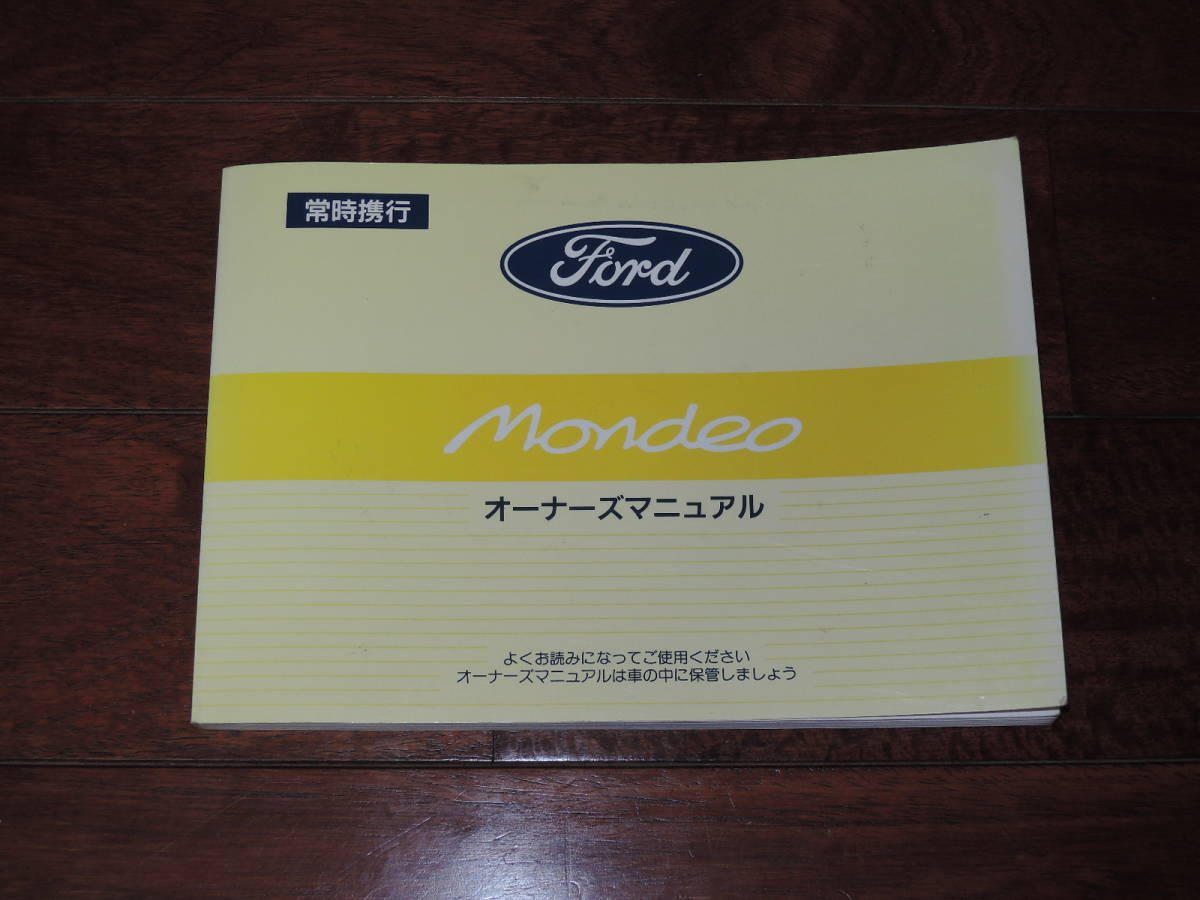 常時携行
Ford
Mondeo
オーナーズマニュアル
よくお読みになってご使用ください
オーナーズマニュアルは車の中に保管しましょう